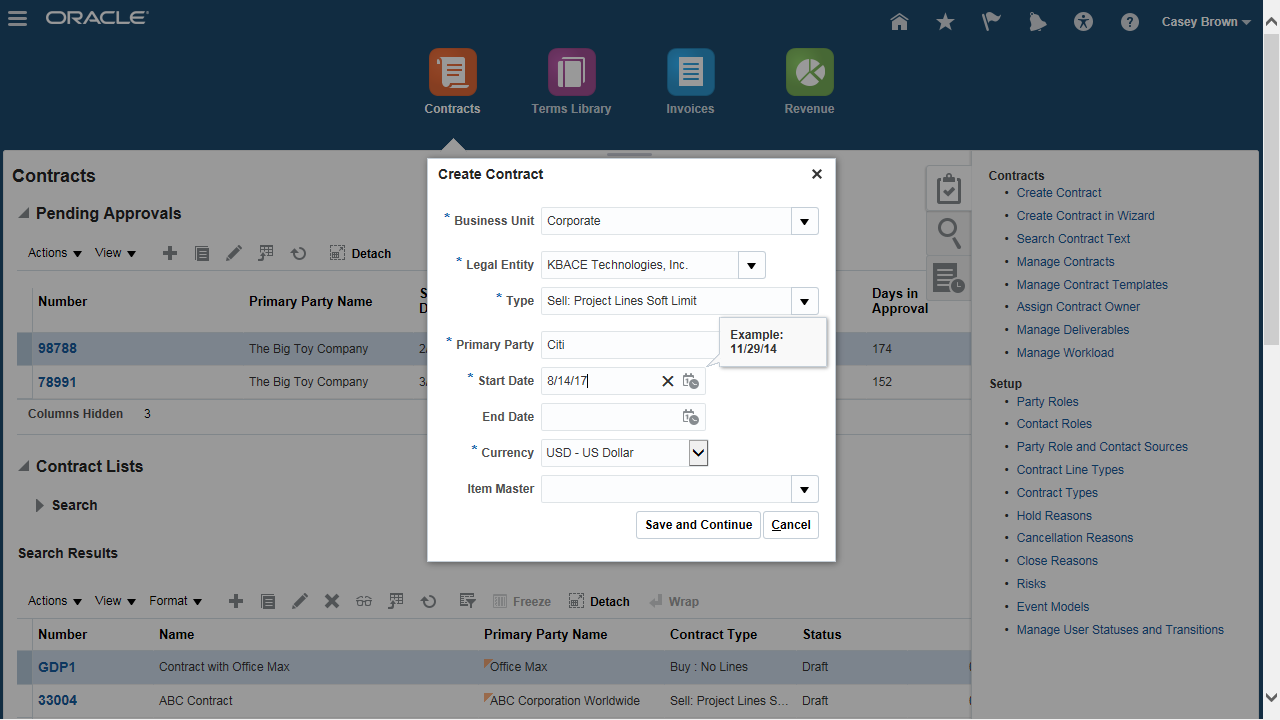 ORACLE
Casey Brown
Contracts
Terms Library
Invoices
Revenue
Contracts
Pending Approvals
Actions View Detach
Number Primary Party Name S Days in
D Approval
98788 The Big Toy Company 2/ 174
78991 The Big Toy Company 3/ 152
Columns Hidden 3
Contract Lists
Search
Search Results
Actions View Format Freeze Detach Wrap
Number Name Primary Party Name Contract Type Status
GDP1 Contract with Office Max Office Max Buy : No Lines Draft
33004 ABC Contract ABC Corporation Worldwide Sell: Project Lines S... Draft
Create Contract
* Business Unit Corporate
* Legal Entity KBACE Technologies, Inc.
* Type Sell: Project Lines Soft Limit
* Primary Party Citi
Example:
11/29/14
* Start Date 8/14/17
End Date
* Currency USD - US Dollar
Item Master
Save and Continue Cancel
Contracts
• Create Contract
• Create Contract in Wizard
• Search Contract Text
• Manage Contracts
• Manage Contract Templates
• Assign Contract Owner
• Manage Deliverables
• Manage Workload
Setup
• Party Roles
• Contact Roles
• Party Role and Contact Sources
• Contract Line Types
• Contract Types
• Hold Reasons
• Cancellation Reasons
• Close Reasons
• Risks
• Event Models
• Manage User Statuses and Transitions